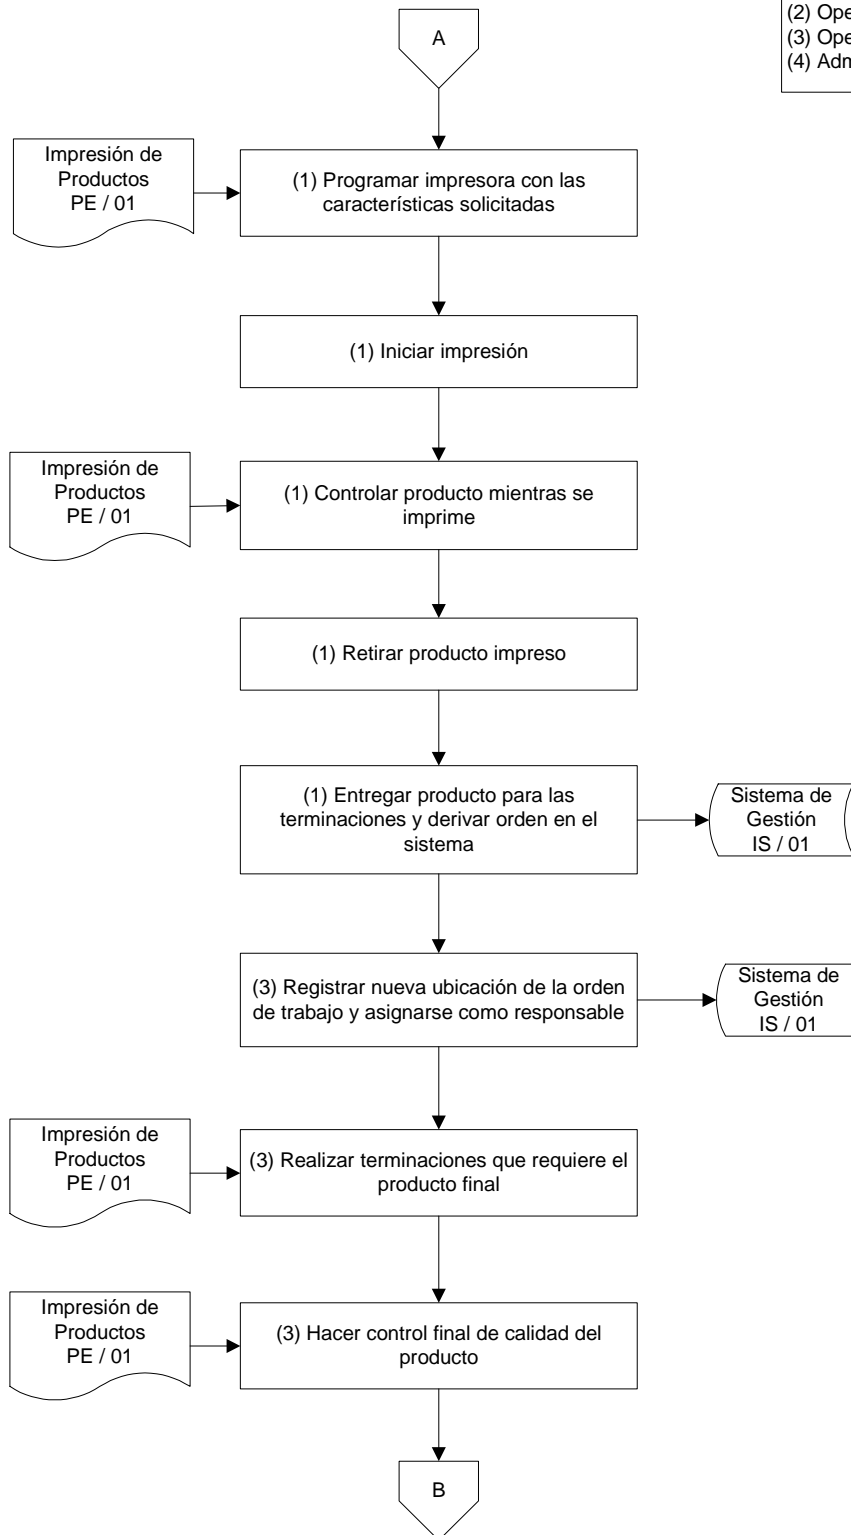 A
(2) Ope
(3) Ope
(4) Adm
Impresión de
Productos
PE / 01
(1) Programar impresora con las
características solicitadas
(1) Iniciar impresión
Impresión de
Productos
PE / 01
(1) Controlar producto mientras se
imprime
(1) Retirar producto impreso
(1) Entregar producto para las
terminaciones y derivar orden en el
sistema
Sistema de
Gestión
IS / 01
(3) Registrar nueva ubicación de la orden
de trabajo y asignarse como responsable
Sistema de
Gestión
IS / 01
Impresión de
Productos
PE / 01
(3) Realizar terminaciones que requiere el
producto final
Impresión de
Productos
PE / 01
(3) Hacer control final de calidad del
producto
B